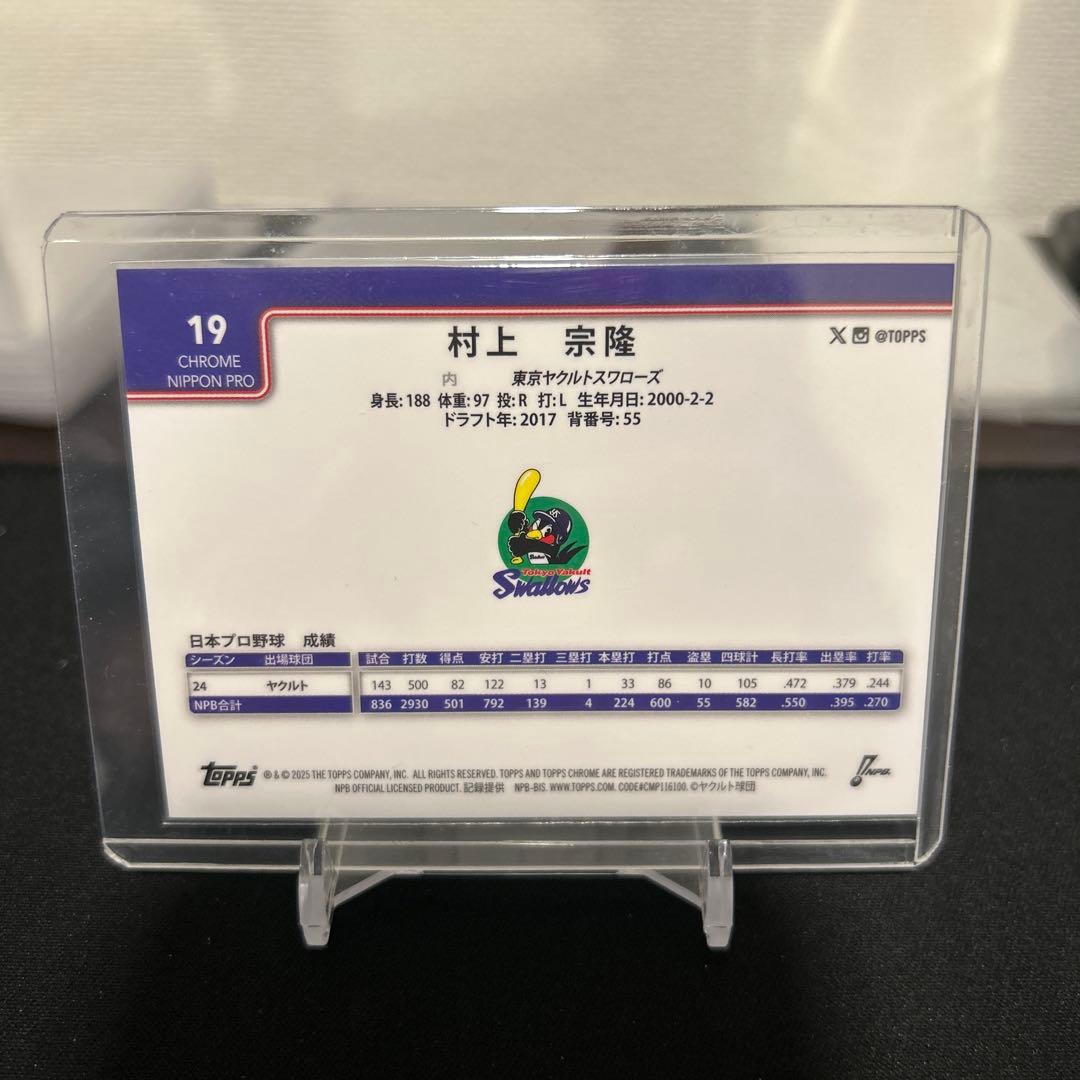 19
CHROME
NIPPON PRO
村上 宗隆
@TOPPS
内 東京ヤクルトスワローズ
身長: 188 体重: 97 投: R 打: L 生年月日: 2000-2-2
ドラフト年: 2017 背番号: 55
Tokyo Yakult
Swallows
日本プロ野球 成績
シーズン 出場球団 試合 打数 得点 安打 二塁打 三塁打 本塁打 打点 盗塁 四球計 長打率 出塁率 打率
24 ヤクルト 143 500 82 122 13 1 33 86 10 105 .472 .379 .244
NPB合計 836 2930 501 792 139 4 224 600 55 582 .550 .395 .270
topps ® & © 2025 THE TOPPS COMPANY, INC. ALL RIGHTS RESERVED. TOPPS AND TOPPS CHROME ARE REGISTERED TRADEMARKS OF THE TOPPS COMPANY, INC.
NPB OFFICIAL LICENSED PRODUCT. 記録提供 NPB-BIS. WWW.TOPPS.COM. CODE#CMP116100. ©ヤクルト球団
NPB